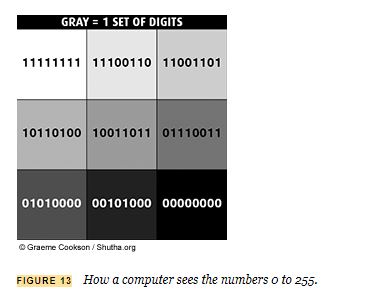 GRAY = 1 SET OF DIGITS
11111111 11100110 11001101
10110100 10011011 01110011
01010000 00101000 00000000
© Graeme Cookson / Shutha.org
FIGURE 13 How a computer sees the numbers 0 to 255.